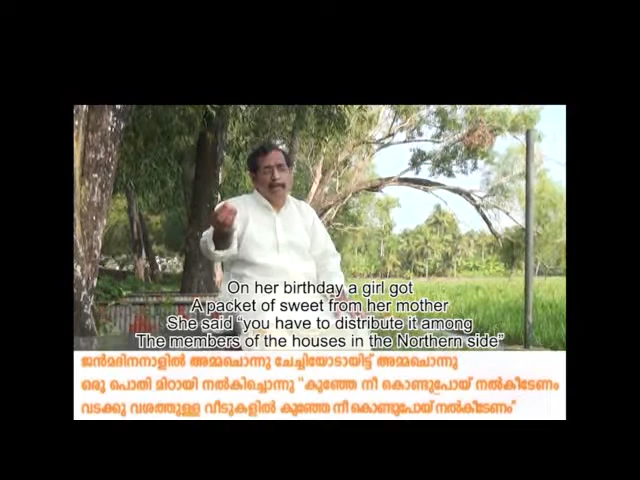 On her birthday a girl got
A packet of sweet from her mother
She said "you have to distribute it among
The members of the houses in the Northern side"
ജൻമദിനനാളിൽ അമ്മചൊന്നു ചേച്ചിയോടായിട്ട് അമ്മചൊന്നു
ഒരു പൊതി മിഠായി നൽകിച്ചൊന്നു "കുഞ്ഞേ നീ കൊണ്ടുപോയ് നൽകീടേണം
വടക്കു വശത്തുള്ള വീടുകളിൽ കുഞ്ഞേ നീ കൊണ്ടുപോയ് നൽകീടേണം"